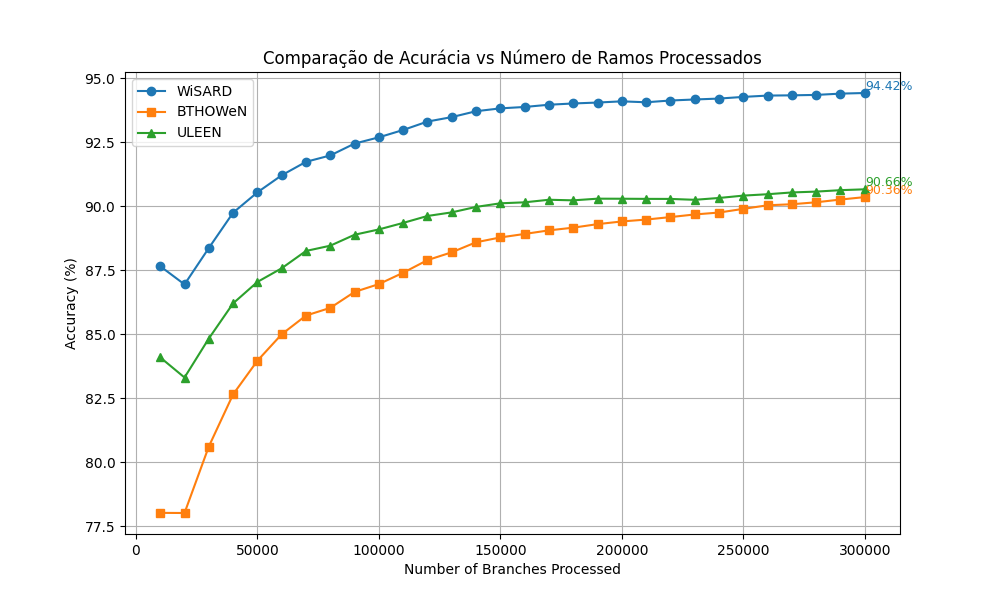 Comparação de Acurácia vs Número de Ramos Processados
WiSARD
BTHOWeN
ULEEN
94.42%
90.66%
90.36%
Accuracy (%)
95.0
92.5
90.0
87.5
85.0
82.5
80.0
77.5
0 50000 100000 150000 200000 250000 300000
Number of Branches Processed